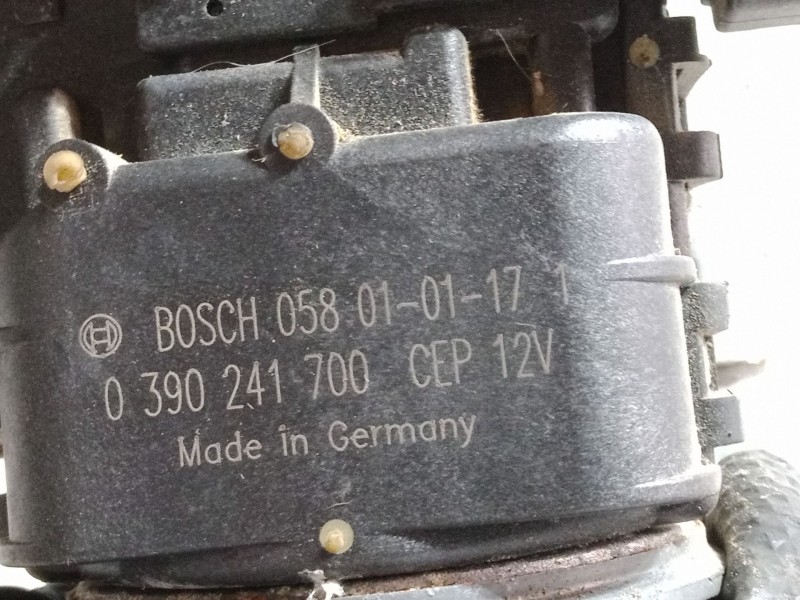 BOSCH 058 01-01-17 1
0 390 241 700 CEP 12V
Made in Germany